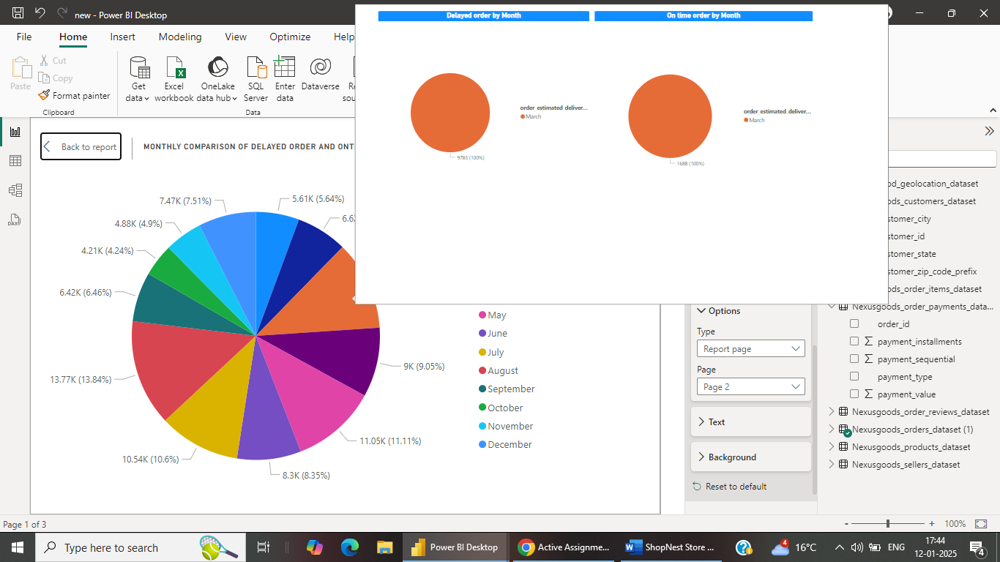 new - Power BI Desktop
File
Home
Insert
Modeling
View
Optimize
Help
Paste
Cut
Copy
Format painter
Clipboard
Get
data
Excel
workbook
OneLake
data hub
SQL
Server
Enter
data
Dataverse
Data
Delayed order by Month
On time order by Month
order estimated deliver...
March
9783 (100%)
order estimated deliver...
March
1688 (100%)
Back to report
MONTHLY COMPARISON OF DELAYED ORDER AND ONT
7.47K (7.51%)
5.61K (5.64%)
4.88K (4.9%)
4.21K (4.24%)
6.42K (6.46%)
13.77K (13.84%)
10.54K (10.6%)
8.3K (8.35%)
11.05K (11.11%)
9K (9.05%)
May
June
July
August
September
October
November
December
Options
Type
Report page
Page
Page 2
Text
Background
Reset to default
od_geolocation_dataset
ods_customers_dataset
stomer_city
stomer_id
stomer_state
stomer_zip_code_prefix
ods_order_items_dataset
Nexusgoods_order_payments_data...
order_id
payment_installments
payment_sequential
payment_type
payment_value
Nexusgoods_order_reviews_dataset
Nexusgoods_orders_dataset (1)
Nexusgoods_products_dataset
Nexusgoods_sellers_dataset
Page 1 of 3
- + 100%
Type here to search
Power BI Desktop
Active Assignme...
ShopNest Store ...
4
16°C
ENG
17:44
12-01-2025
4